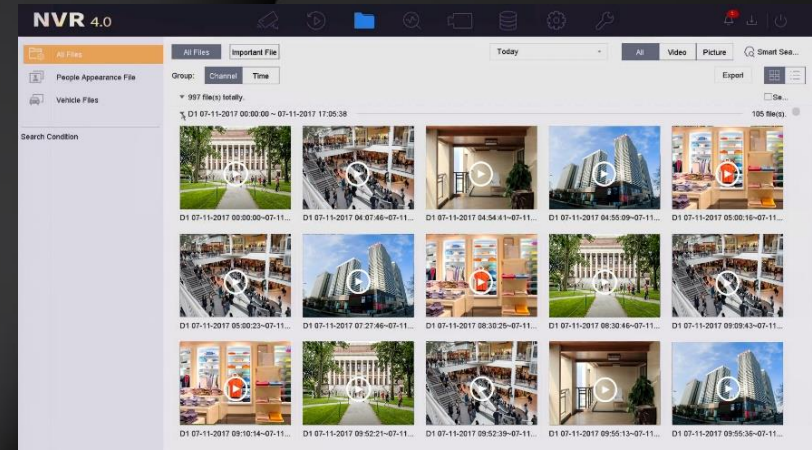 NVR 4.0
All Files
People Appearance File
Vehicle Files
Search Condition
All Files Important File Today All Video Picture Smart Sea...
Group: Channel Time Export
997 file(s) totally. Se...
D1 07-11-2017 00:00:00 ~ 07-11-2017 17:05:38 105 file(s).
D1 07-11-2017 00:00:00~07-11... D1 07-11-2017 04:07:46~07-11... D1 07-11-2017 04:54:41~07-11... D1 07-11-2017 04:55:09~07-11... D1 07-11-2017 05:00:16~07-11...
D1 07-11-2017 05:00:23~07-11... D1 07-11-2017 07:27:46~07-11... D1 07-11-2017 08:30:25~07-11... D1 07-11-2017 08:30:46~07-11... D1 07-11-2017 09:09:43~07-11...
D1 07-11-2017 09:10:14~07-11... D1 07-11-2017 09:52:21~07-11... D1 07-11-2017 09:52:39~07-11... D1 07-11-2017 09:55:13~07-11... D1 07-11-2017 09:55:36~07-11...